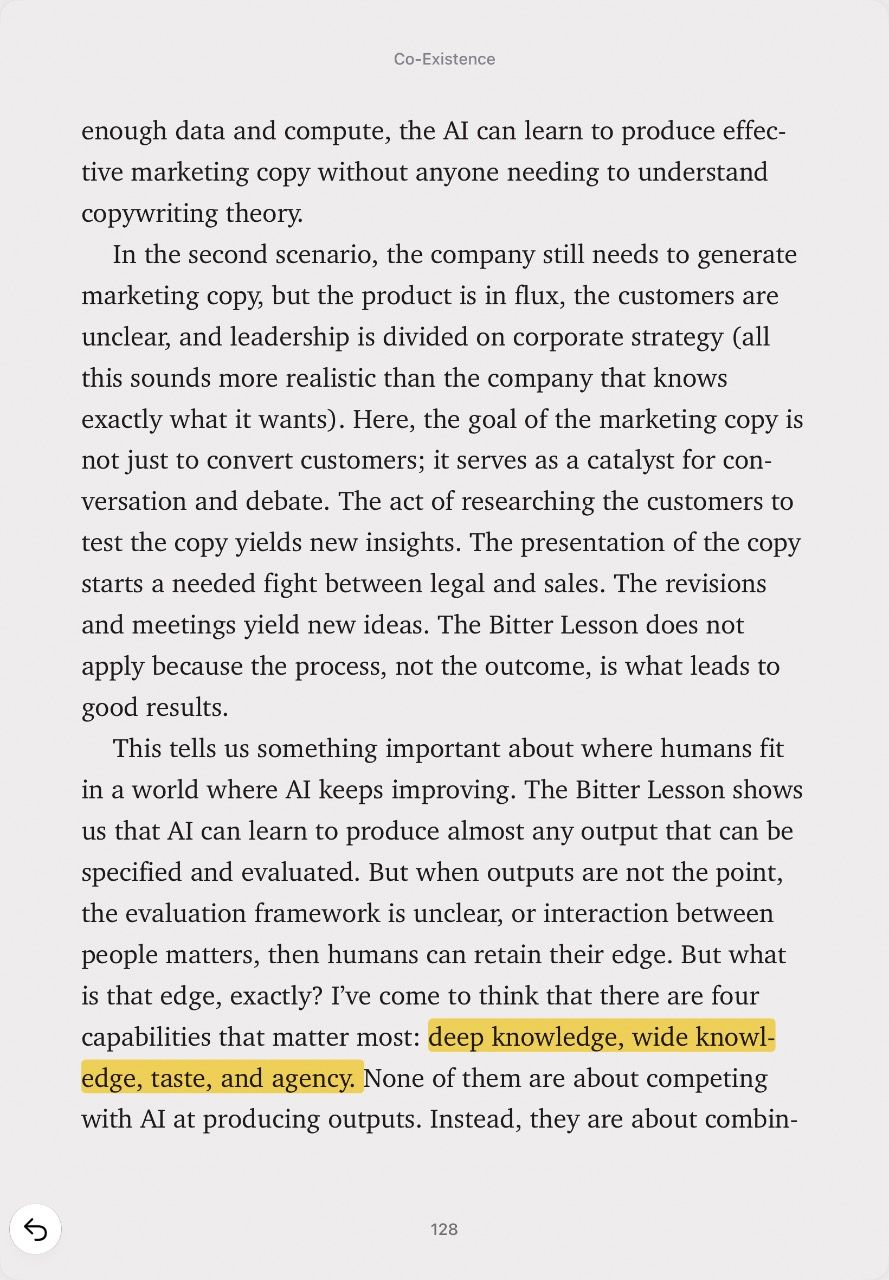 Co-Existence
enough data and compute, the AI can learn to produce effec-
tive marketing copy without anyone needing to understand
copywriting theory.
In the second scenario, the company still needs to generate
marketing copy, but the product is in flux, the customers are
unclear, and leadership is divided on corporate strategy (all
this sounds more realistic than the company that knows
exactly what it wants). Here, the goal of the marketing copy is
not just to convert customers; it serves as a catalyst for con-
versation and debate. The act of researching the customers to
test the copy yields new insights. The presentation of the copy
starts a needed fight between legal and sales. The revisions
and meetings yield new ideas. The Bitter Lesson does not
apply because the process, not the outcome, is what leads to
good results.
This tells us something important about where humans fit
in a world where AI keeps improving. The Bitter Lesson shows
us that AI can learn to produce almost any output that can be
specified and evaluated. But when outputs are not the point,
the evaluation framework is unclear, or interaction between
people matters, then humans can retain their edge. But what
is that edge, exactly? I’ve come to think that there are four
capabilities that matter most: deep knowledge, wide knowl-
edge, taste, and agency. None of them are about competing
with AI at producing outputs. Instead, they are about combin-
128